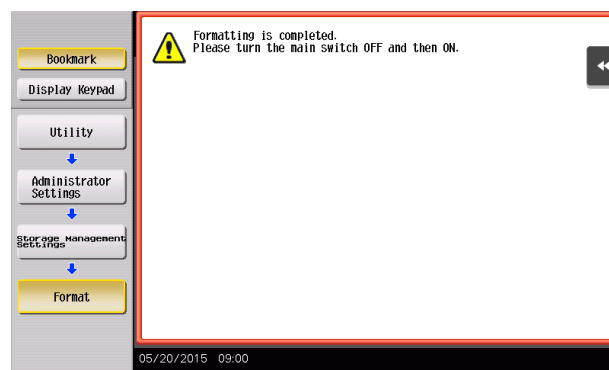 Formatting is completed.
Please turn the main switch OFF and then ON.
Bookmark
Display Keypad
Utility
Administrator
Settings
Storage Management
Settings
Format
05/20/2015 09:00